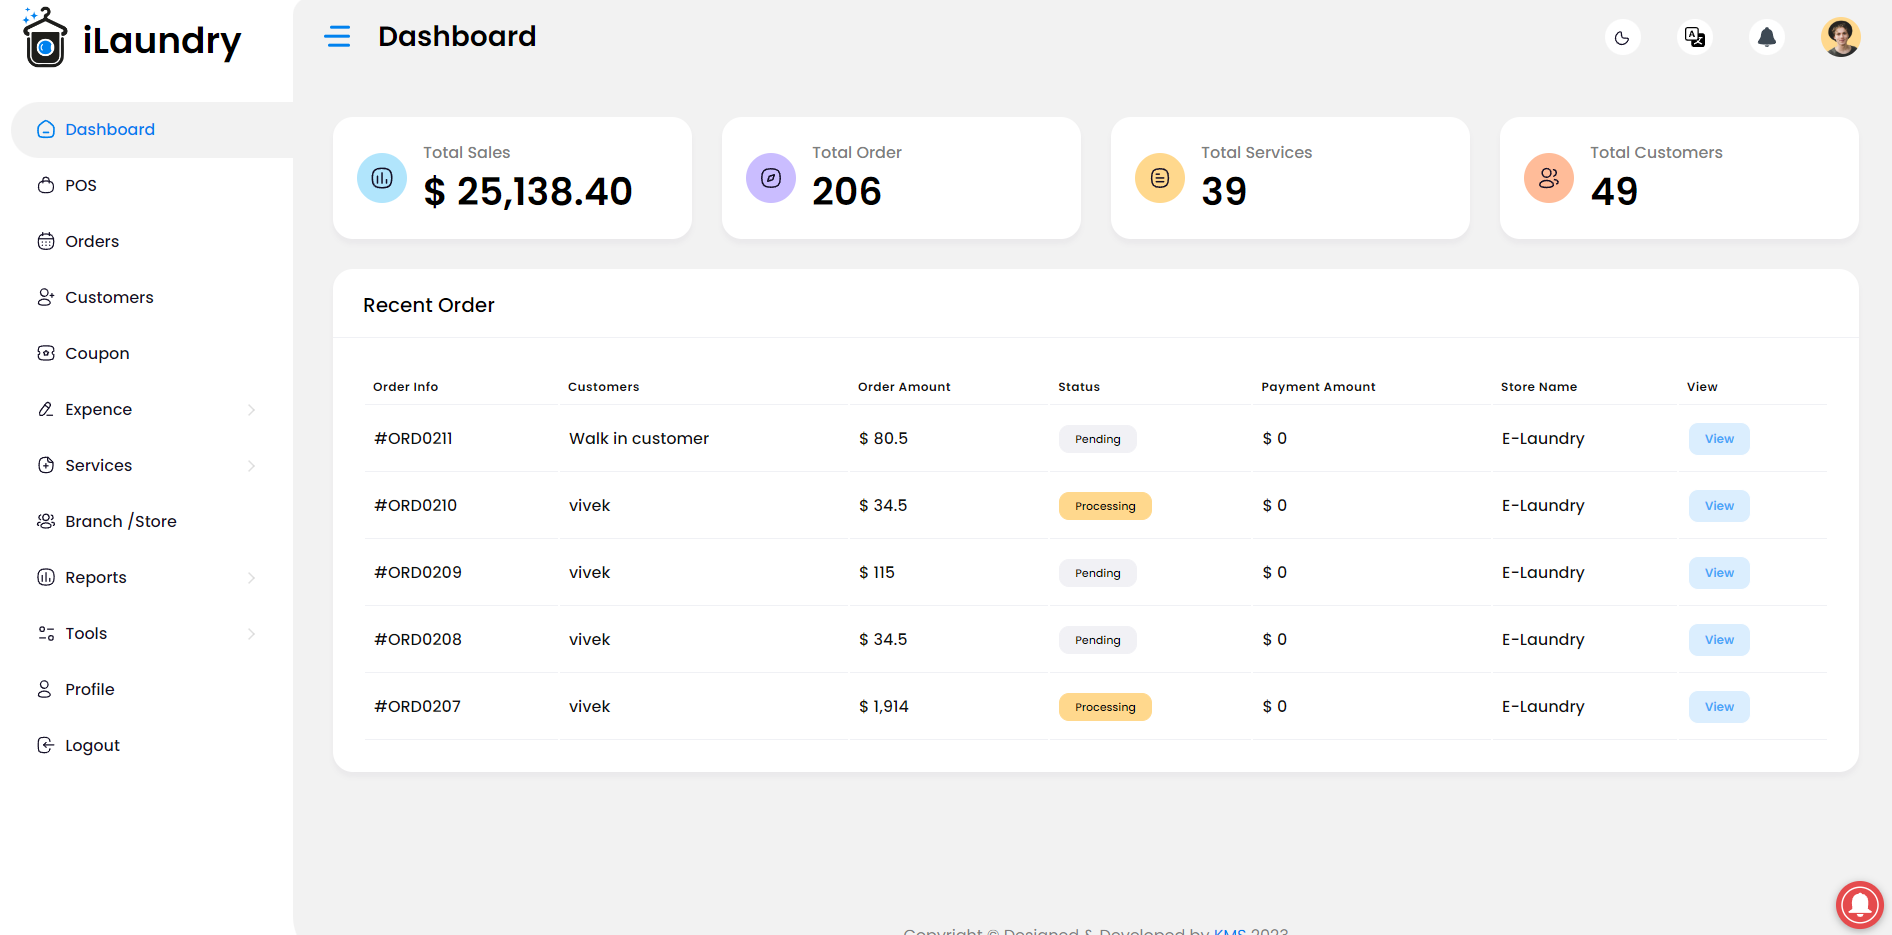 iLaundry
Dashboard
Dashboard
POS
Orders
Customers
Coupon
Expence
Services
Branch /Store
Reports
Tools
Profile
Logout
Total Sales
$ 25,138.40
Total Order
206
Total Services
39
Total Customers
49
Recent Order
Order Info Customers Order Amount Status Payment Amount Store Name View
#ORD0211 Walk in customer $ 80.5 Pending $ 0 E-Laundry View
#ORD0210 vivek $ 34.5 Processing $ 0 E-Laundry View
#ORD0209 vivek $ 115 Pending $ 0 E-Laundry View
#ORD0208 vivek $ 34.5 Pending $ 0 E-Laundry View
#ORD0207 vivek $ 1,914 Processing $ 0 E-Laundry View
Copyright © Designed & Developed by KMS 2023